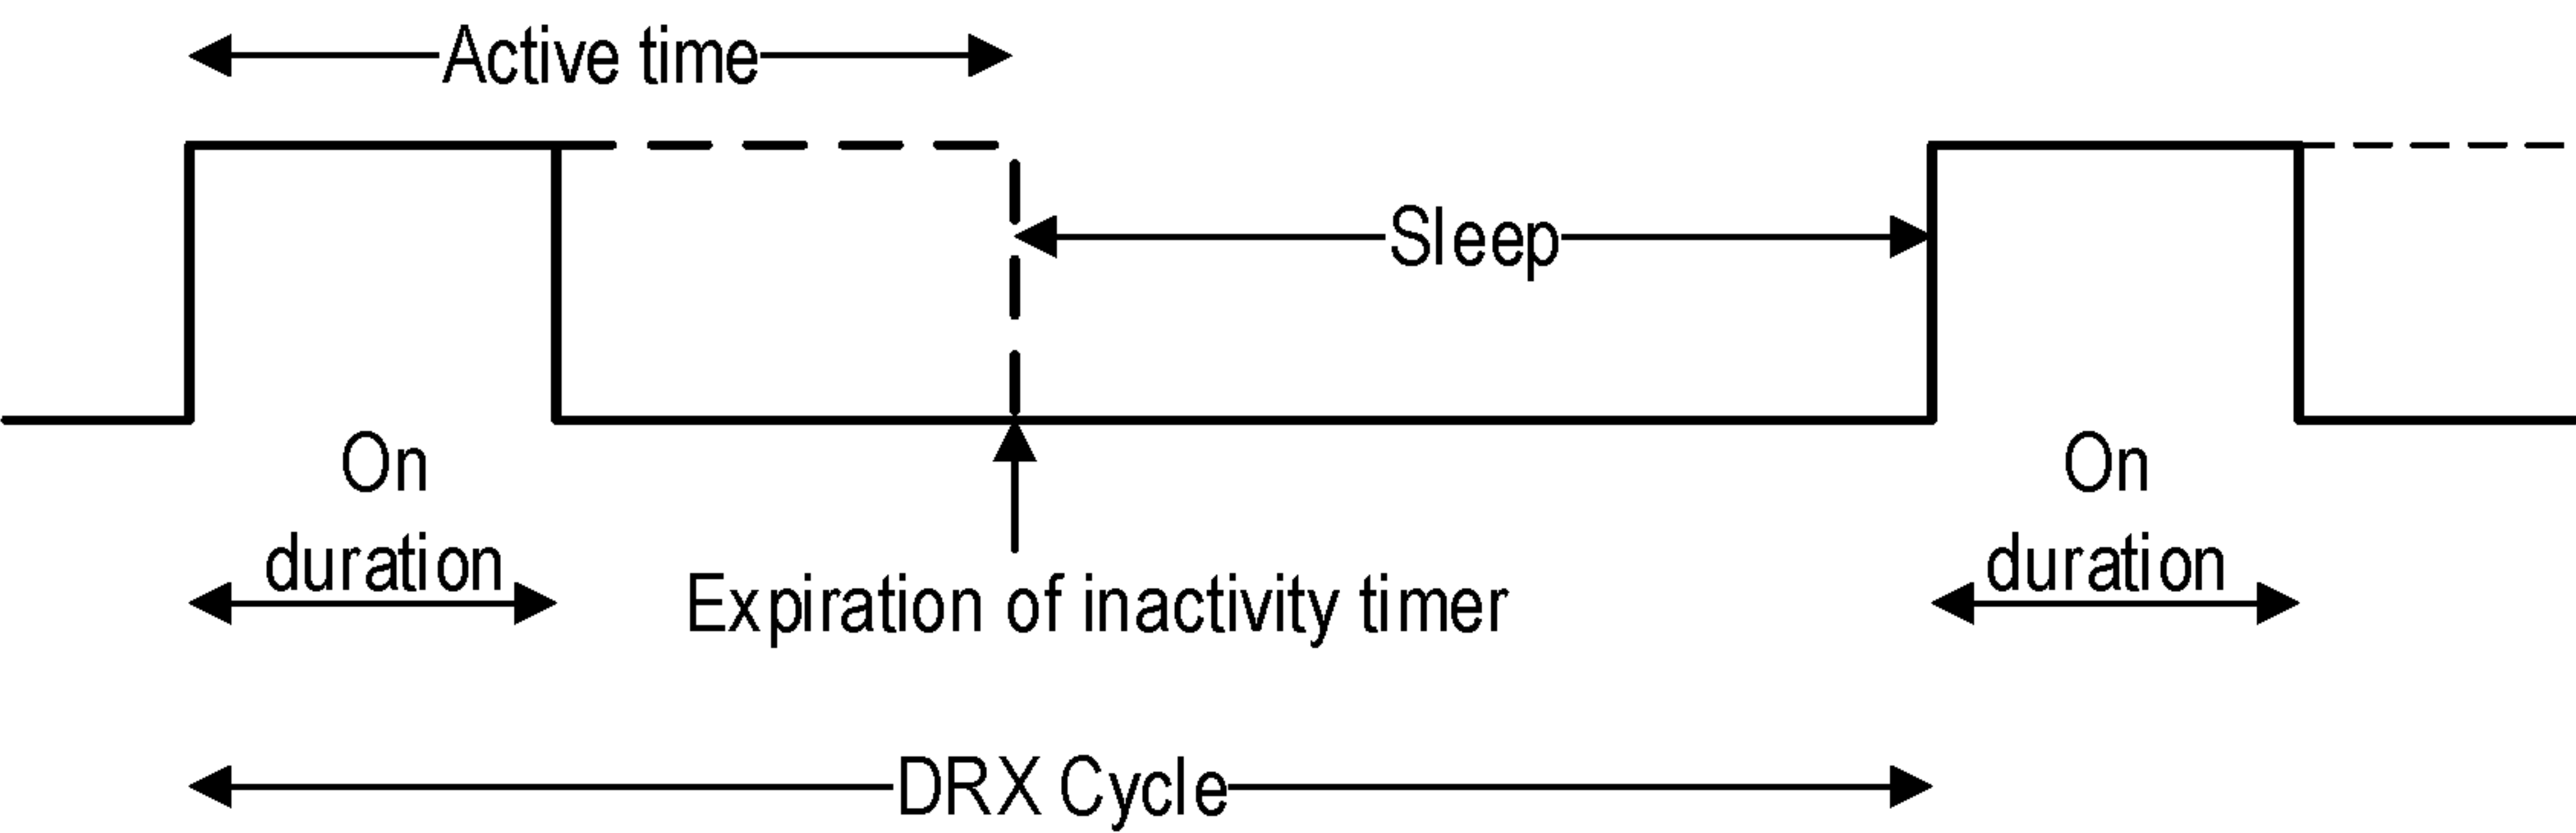 Active time
Sleep
On
duration
On
duration
Expiration of inactivity timer
DRX Cycle